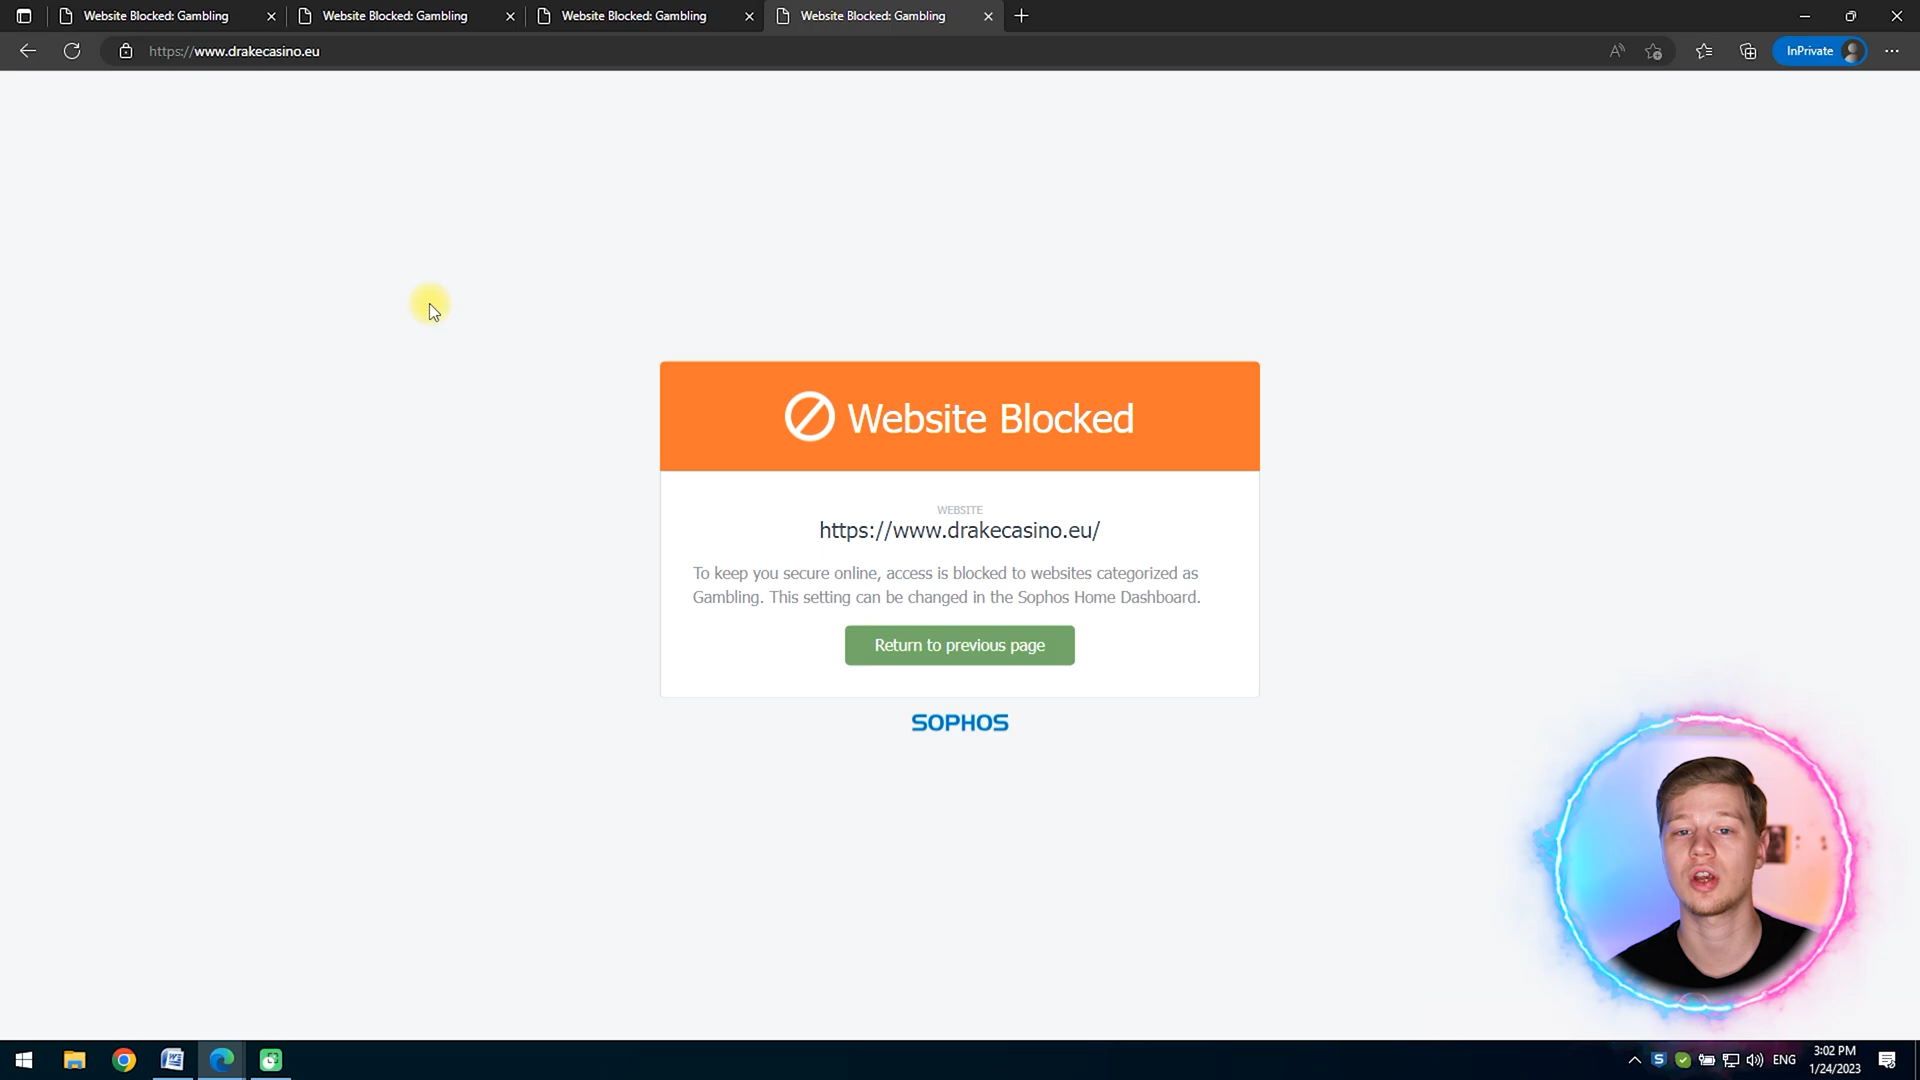 Website Blocked: Gambling
Website Blocked: Gambling
Website Blocked: Gambling
Website Blocked: Gambling
https://www.drakecasino.eu
InPrivate
Website Blocked
WEBSITE
https://www.drakecasino.eu/
To keep you secure online, access is blocked to websites categorized as
Gambling. This setting can be changed in the Sophos Home Dashboard.
Return to previous page
SOPHOS
ENG
3:02 PM
1/24/2023